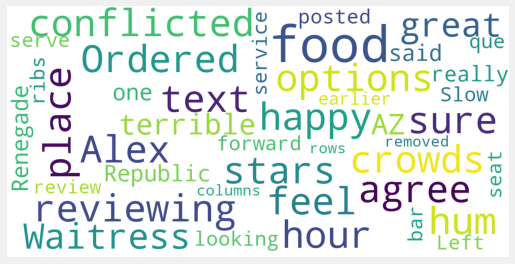 conflicted
posted
great
serve
food
said
que
Ordered
service
options
really
ribs
one
text
earlier
Slow
place
terrible
happy
AZ
sure
Renegade
Alex
forward
rows
removed
Republic
stars
crowds
seat
review
columns
feel
agree
reviewing
bar
hum
Waitress
looking
hour
Left